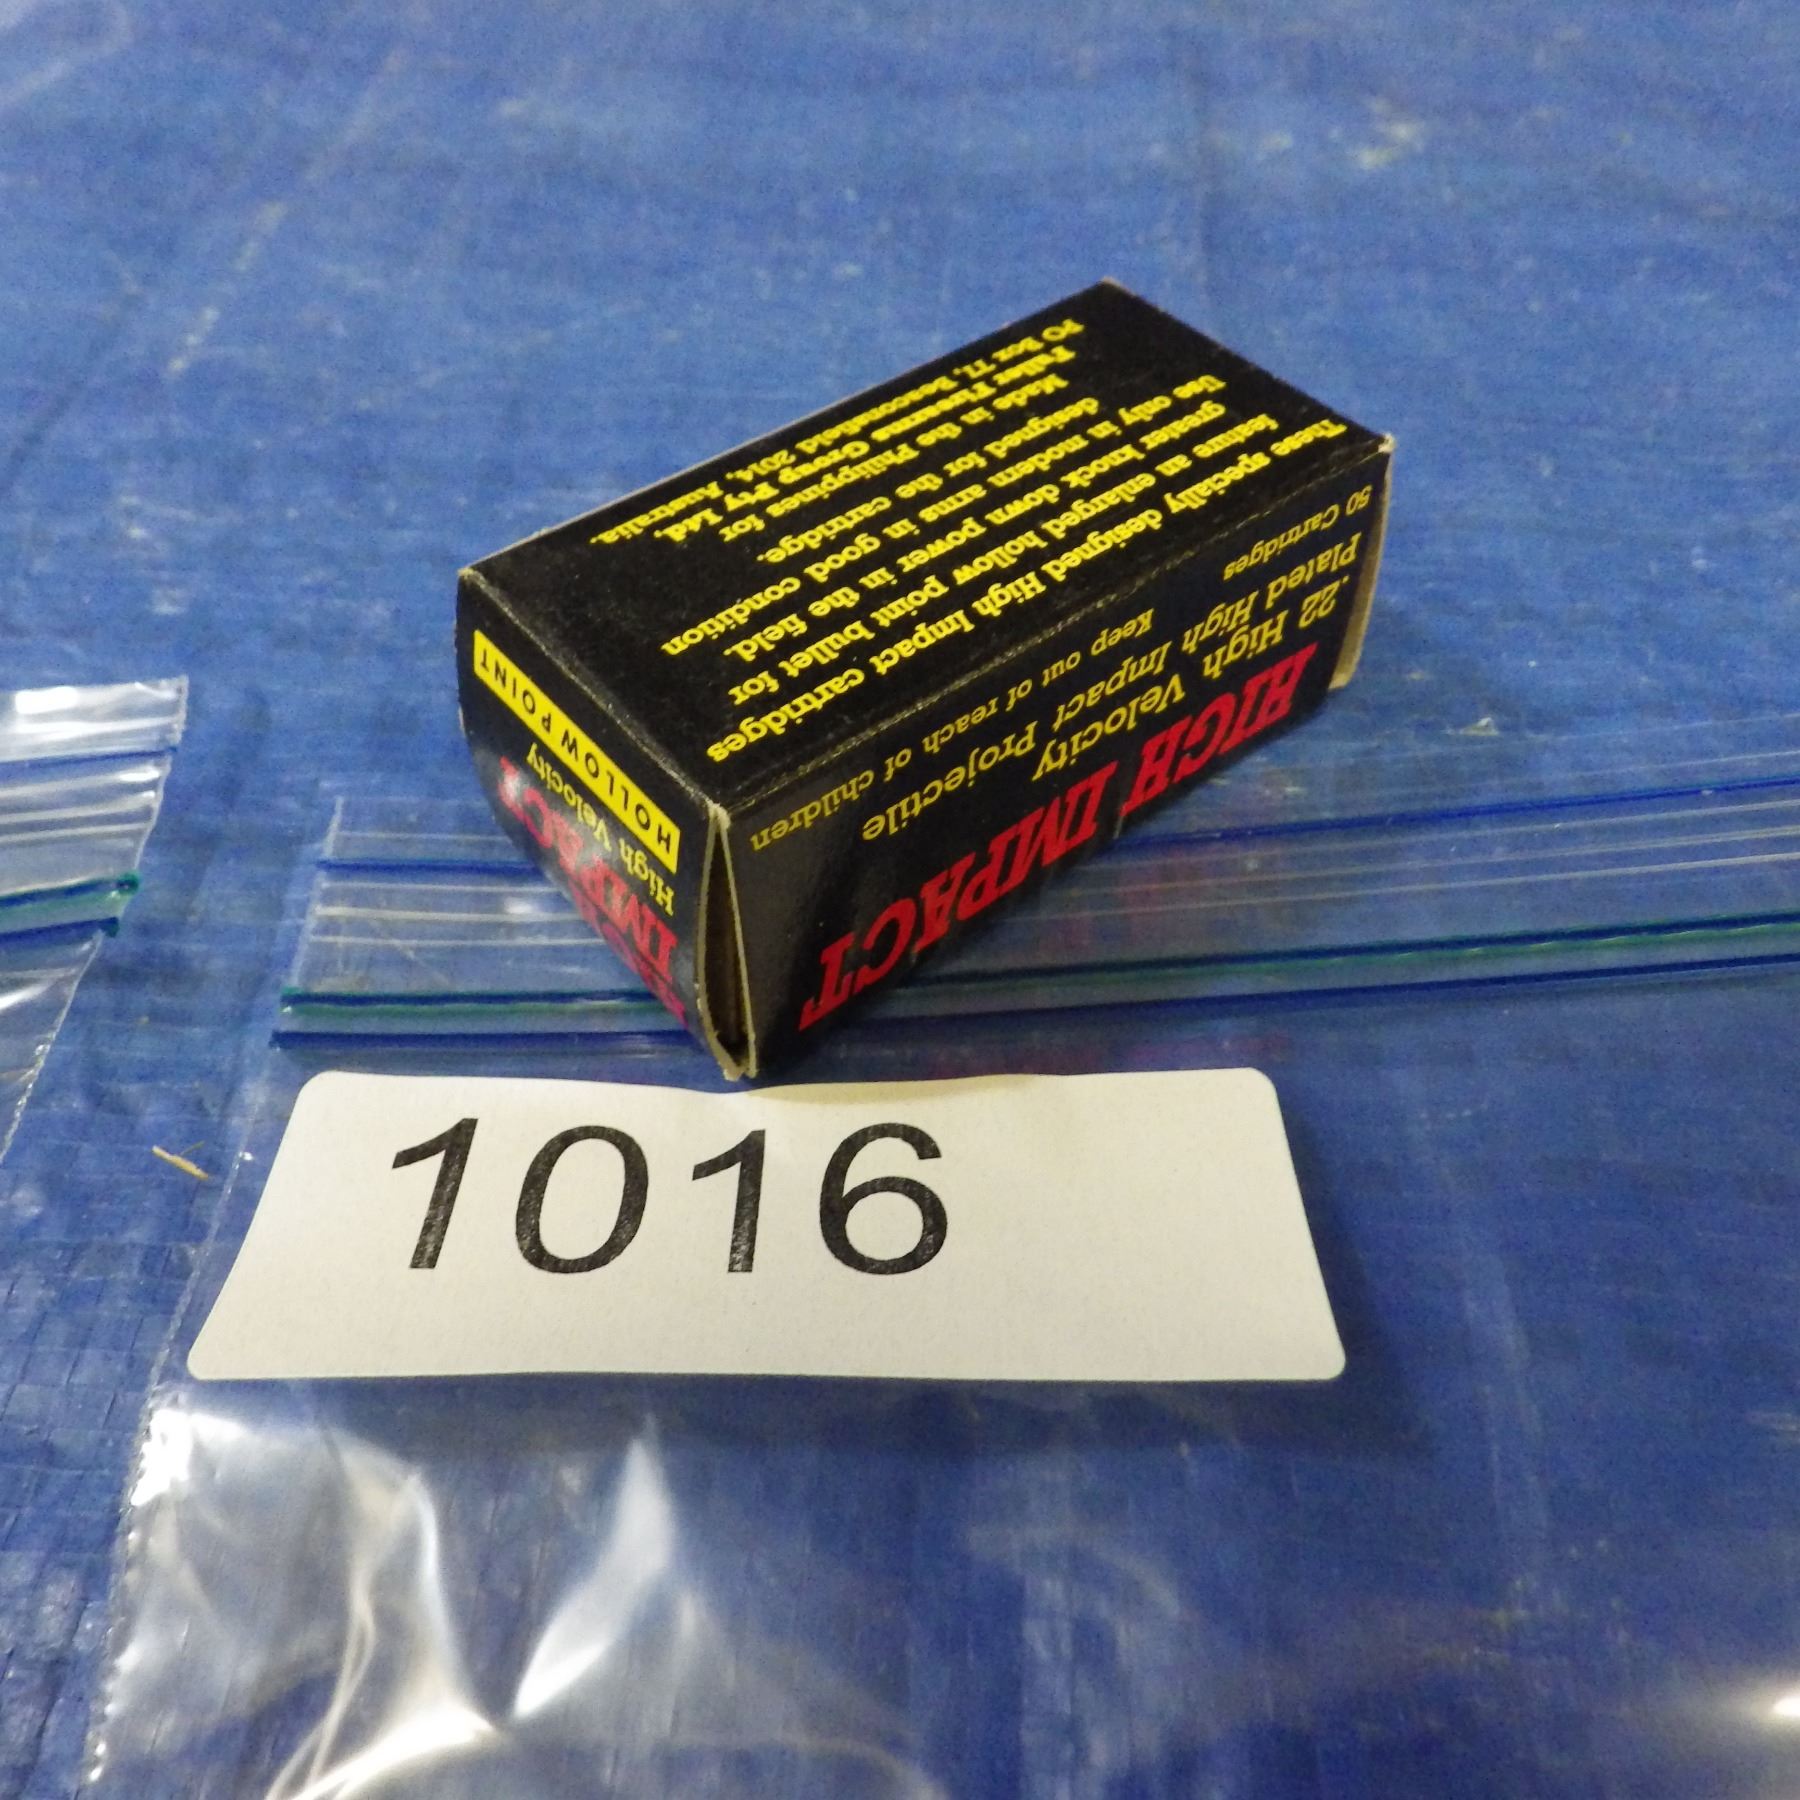 These specially designed High Impact cartridges
feature an enlarged hollow point bullet for
greater knock down power in the field.
Use only in modern arms in good condition
designed for the cartridge.
Made in the Philippines for
Fuller Firearms Group Pty Ltd,
PO Box 77, Beaconsfield 2014, Australia.
HIGH IMPACT
.22 High Velocity
Plated High Impact Projectile
50 Cartridges
Keep out of reach of children
IMPACT
High Velocity
HOLLOW POINT
1016